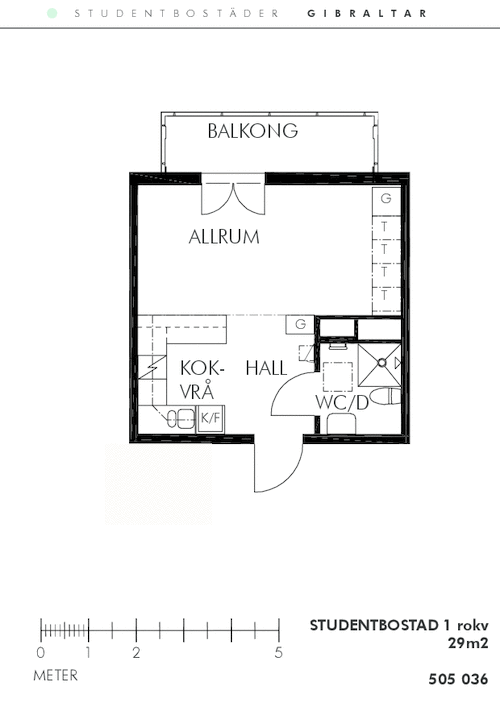 STUDENTBOSTÄDER GIBRALTAR
BALKONG
G
ALLRUM
T
T
T
T
G
KOK-
VRÅ
HALL
WC/D
K/F
0 1 2 5
METER
STUDENTBOSTAD 1 rokv
29m2
505 036